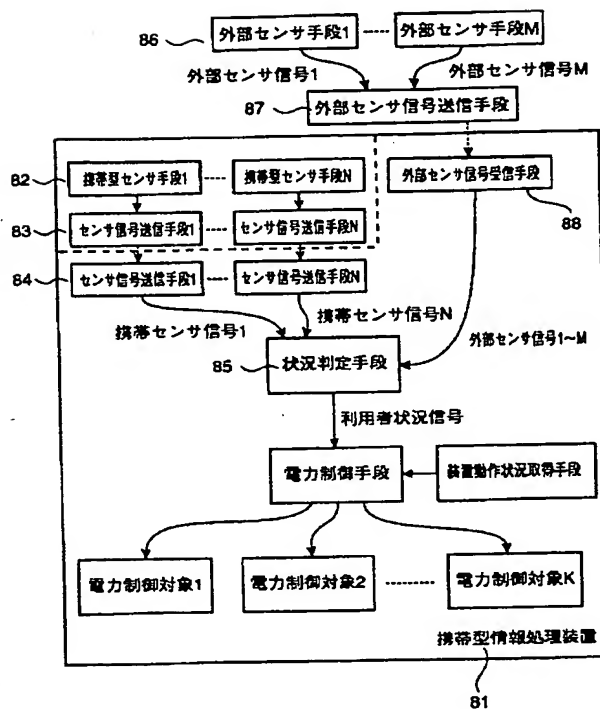 86
外部センサ手段1
外部センサ手段M
外部センサ信号1
外部センサ信号M
87
外部センサ信号送信手段
82
携帯型センサ手段1
携帯型センサ手段N
外部センサ信号受信手段
88
83
センサ信号送信手段1
センサ信号送信手段N
84
センサ信号送信手段1
センサ信号送信手段N
携帯センサ信号1
携帯センサ信号N
外部センサ信号1~M
85
状況判定手段
利用者状況信号
電力制御手段
装置動作状況取得手段
電力制御対象1
電力制御対象2
電力制御対象K
携帯型情報処理装置
81